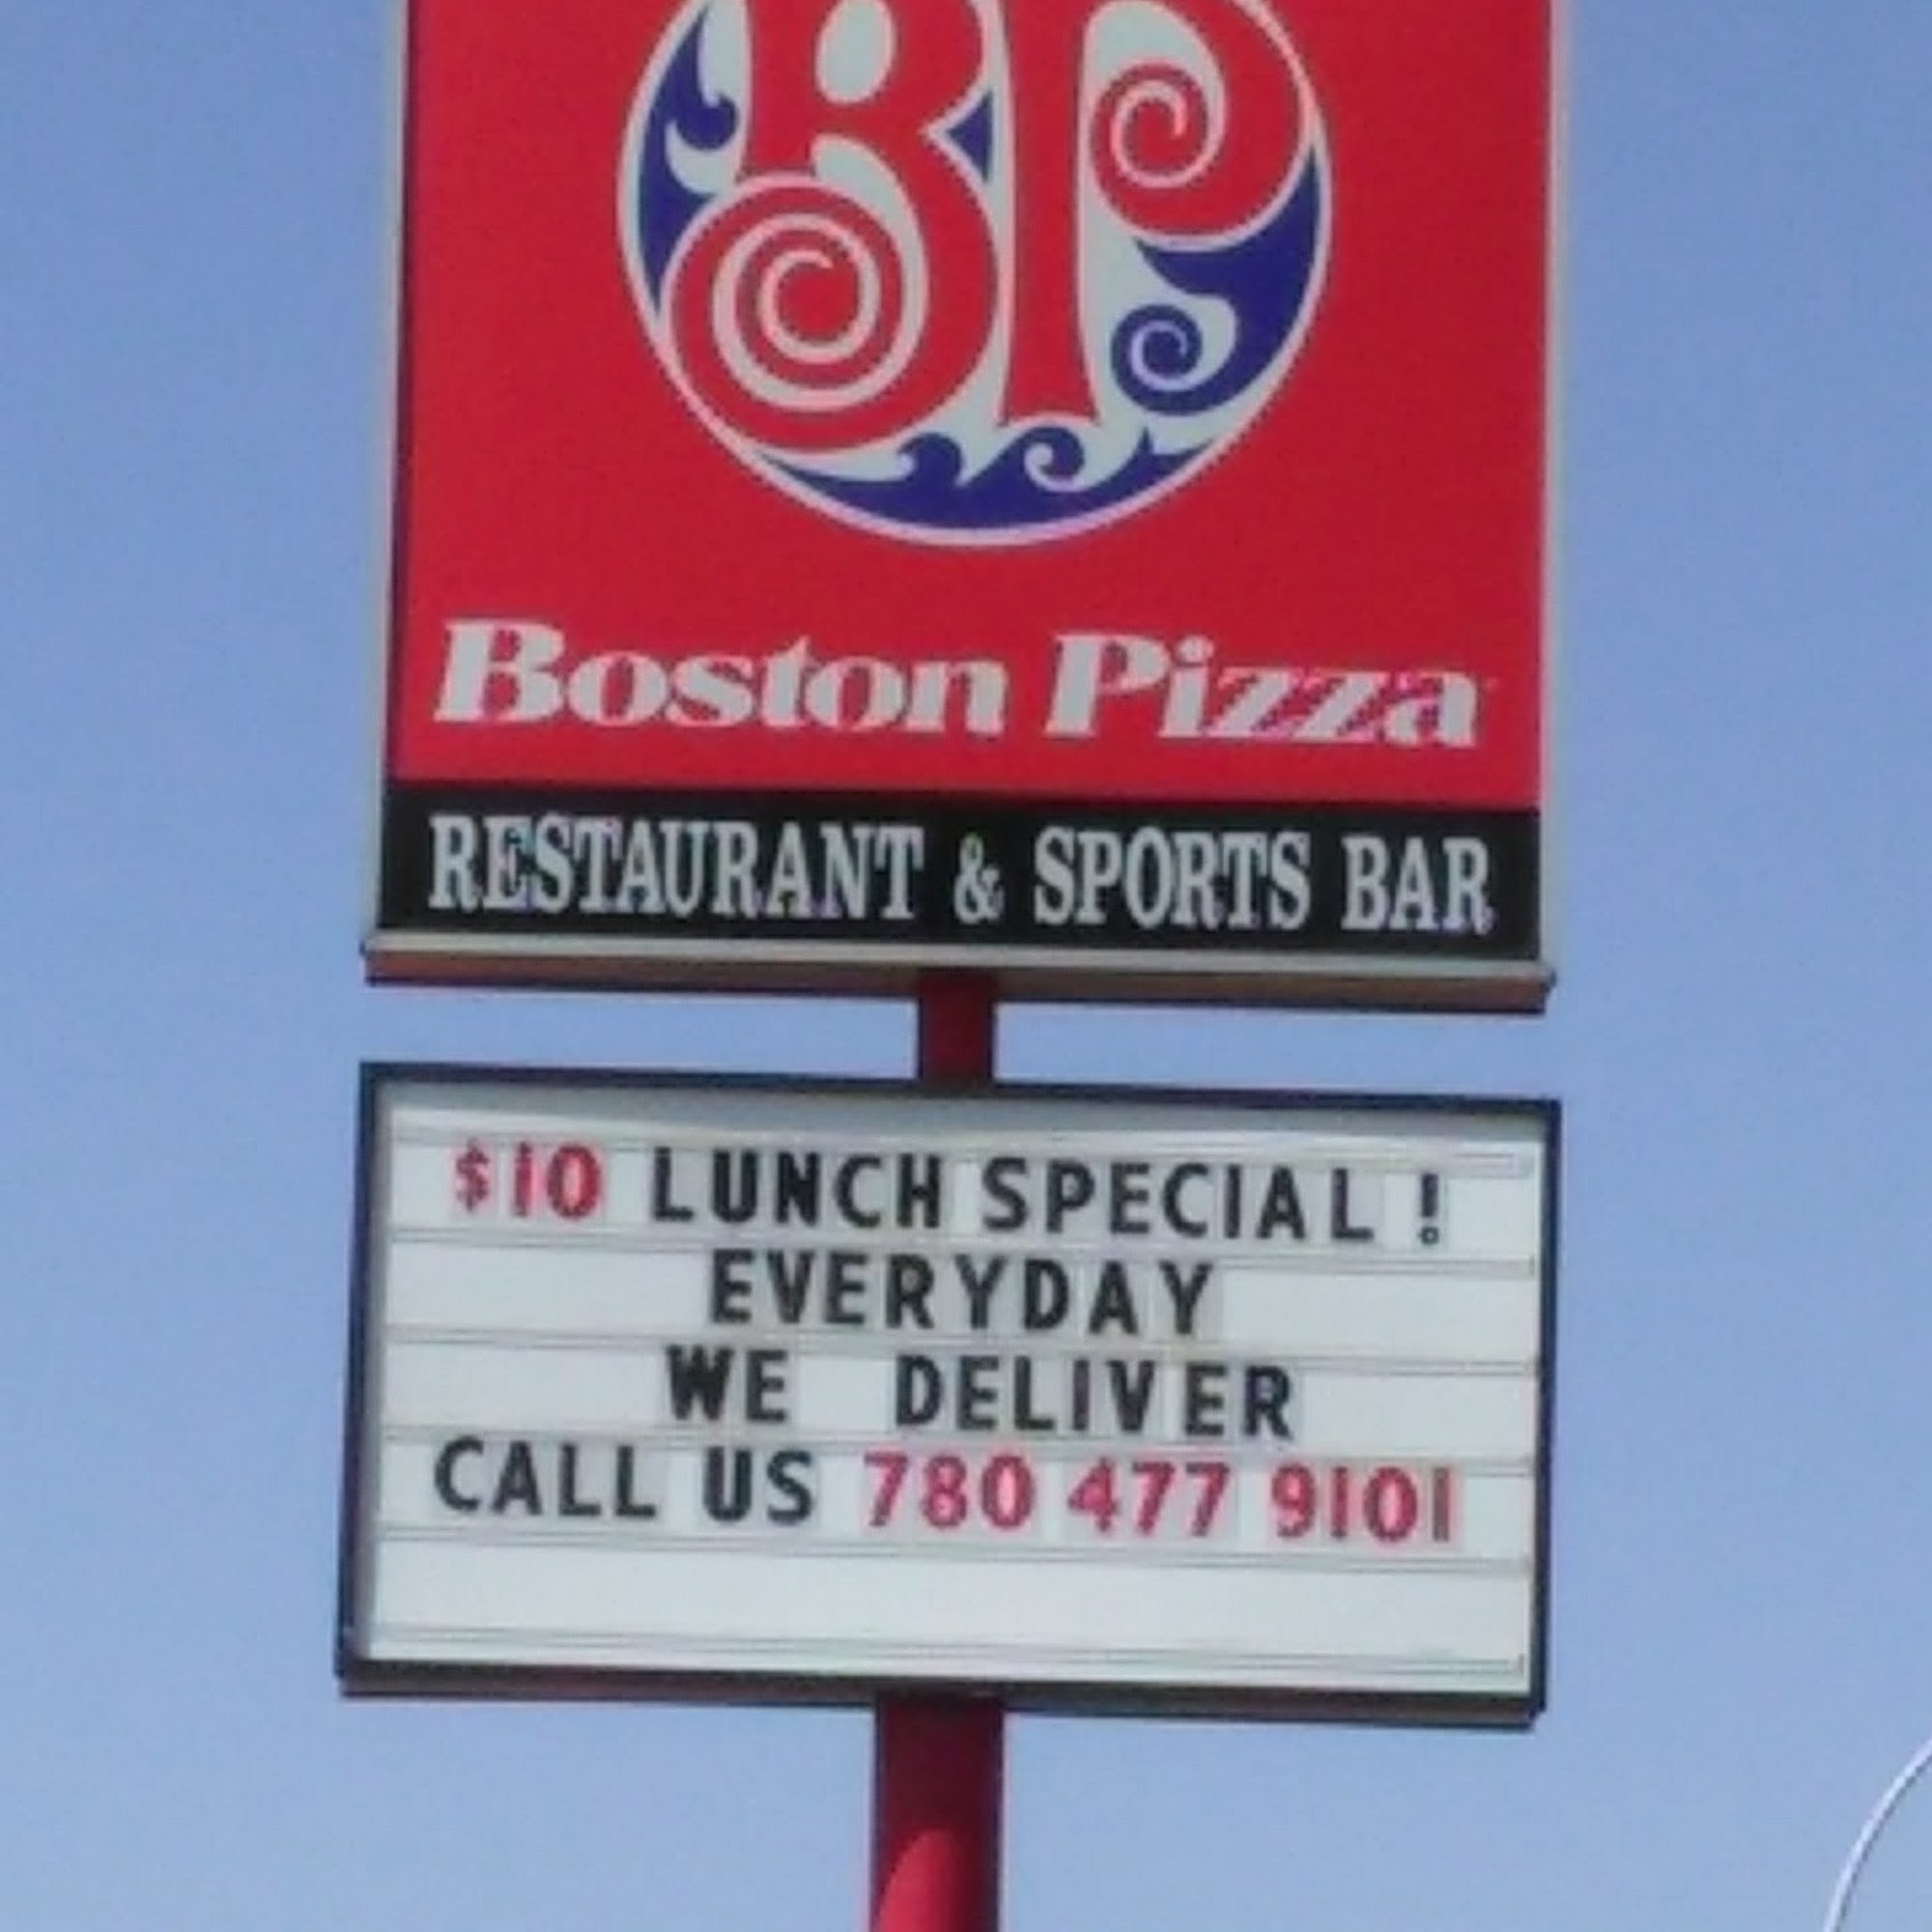 BP
Boston Pizza
RESTAURANT & SPORTS BAR
$10 LUNCH SPECIAL !
EVERYDAY
WE DELIVER
CALL US 780 477 9101